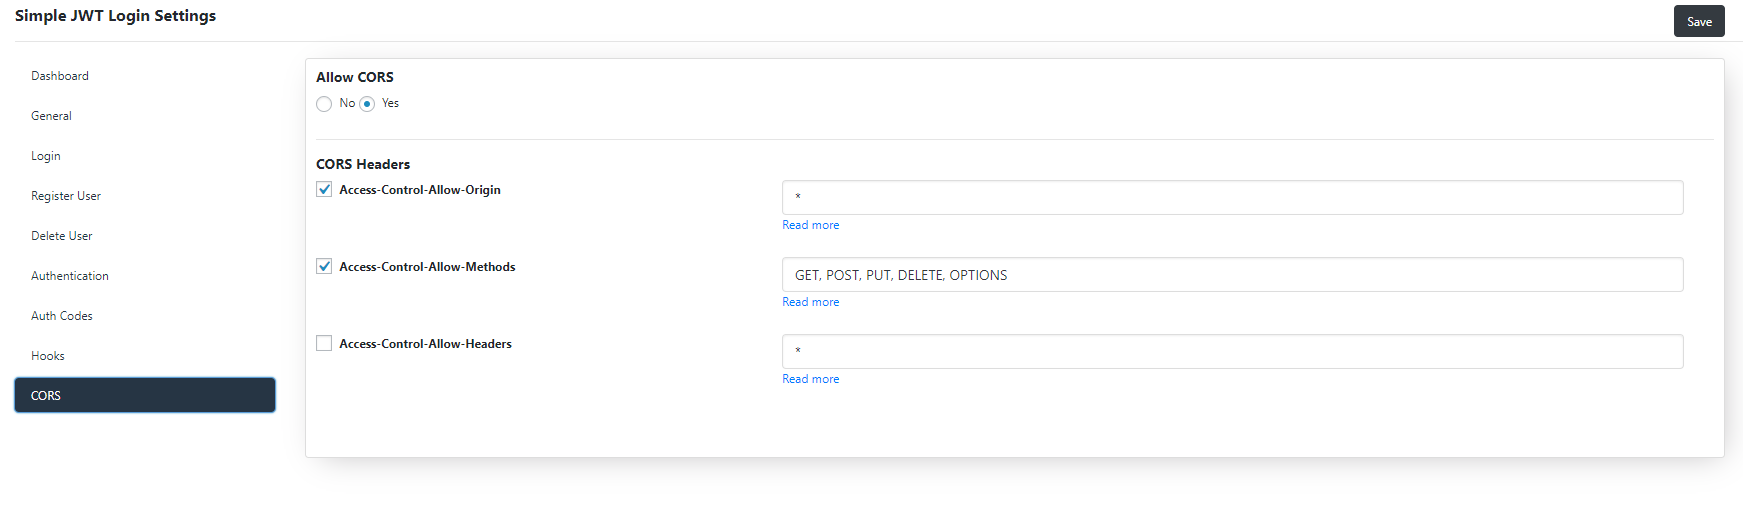 Simple JWT Login Settings
Save
Dashboard
General
Login
Register User
Delete User
Authentication
Auth Codes
Hooks
CORS
Allow CORS
No Yes
CORS Headers
Access-Control-Allow-Origin
*
Read more
Access-Control-Allow-Methods
GET, POST, PUT, DELETE, OPTIONS
Read more
Access-Control-Allow-Headers
*
Read more